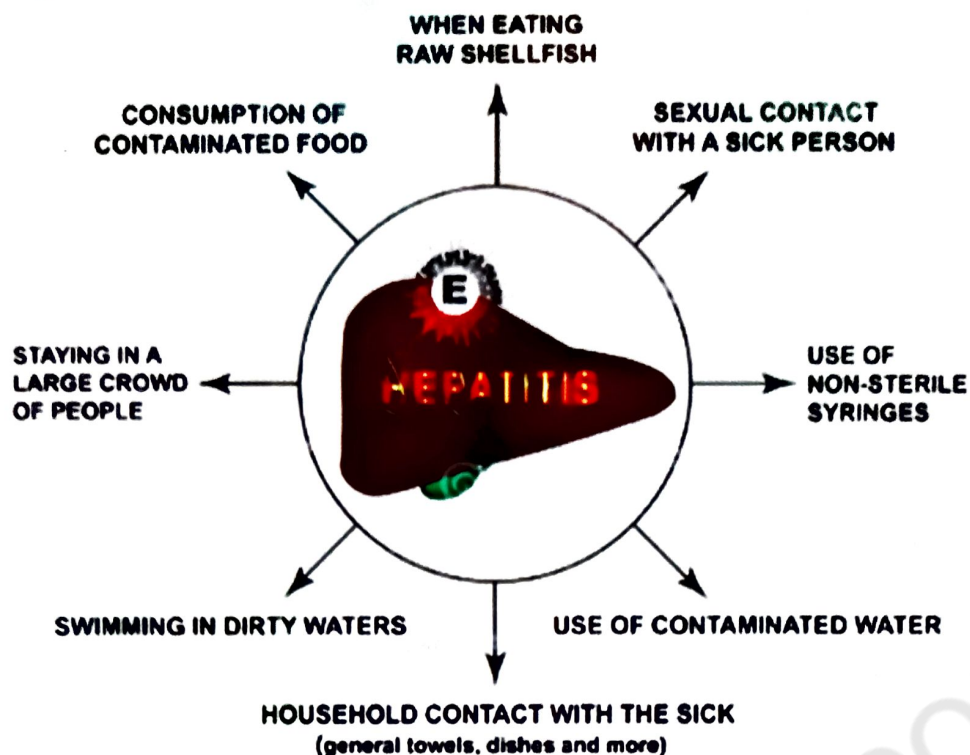 WHEN EATING
RAW SHELLFISH
CONSUMPTION OF
CONTAMINATED FOOD
SEXUAL CONTACT
WITH A SICK PERSON
E
HEPATITIS
STAYING IN A
LARGE CROWD
OF PEOPLE
USE OF
NON-STERILE
SYRINGES
SWIMMING IN DIRTY WATERS
USE OF CONTAMINATED WATER
HOUSEHOLD CONTACT WITH THE SICK
(general towels, dishes and more)